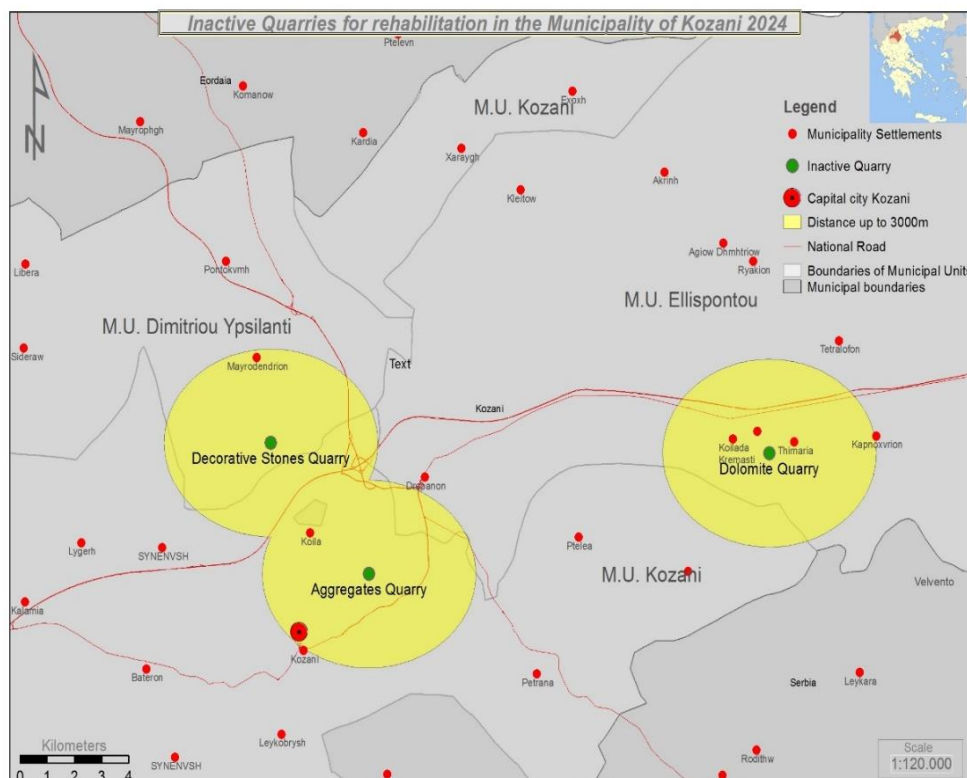 Inactive Quarries for rehabilitation in the Municipality of Kozani 2024
Ptelevn
Eordaia
Komanow
M.U. Kozani
Exoxh
Legend
N
Mayrophgh
Kardia
Xaraygh
Municipality Settlements
Inactive Quarry
Akrinh
Kleitow
Capital city Kozani
Distance up to 3000m
Agiow Dhmhtriow
National Road
Libera
Pontokvmh
Ryakion
Boundaries of Municipal Units
Municipal boundaries
M.U. Ellispontou
M.U. Dimitriou Ypsilanti
Sideraw
Tetralofon
Mayrodendrion
Text
Kozani
Koilada
Kremasti
Thimaria
Kapnoxvrion
Decorative Stones Quarry
Dolomite Quarry
Drepanon
Koila
Lygerh
SYNENVSH
Ptelea
M.U. Kozani
Velvento
Aggregates Quarry
Kalamia
Kozani
Bateron
Petrana
Serbia
Leykara
Leykobrysh
Kilometers
0 1 2 3 4
SYNENVSH
Rodithw
Scale
1:120.000